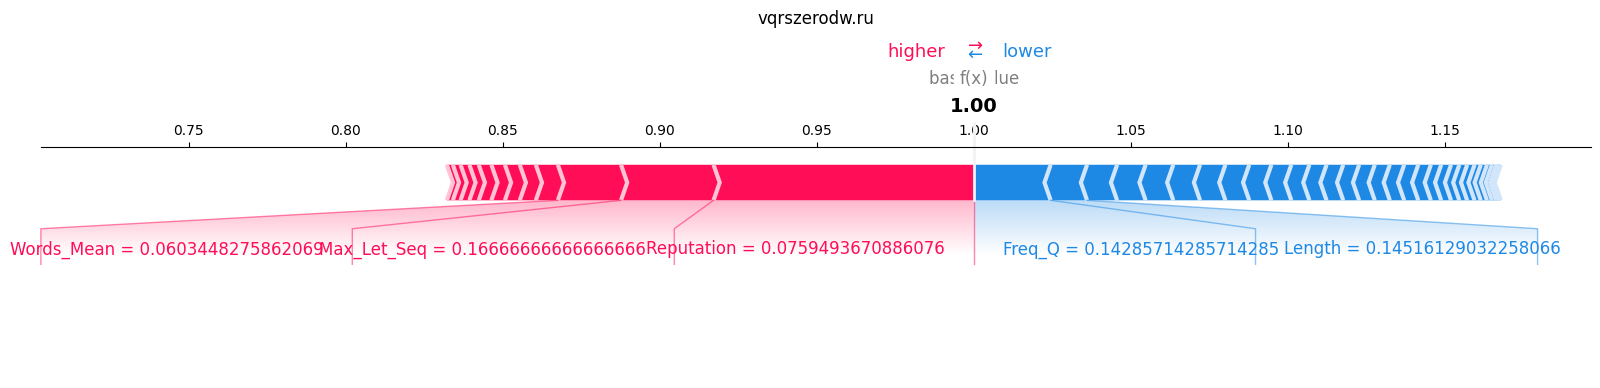 vqrszerodw.ru
higher ⇄ lower
bas f(x) lue
1.00
0.75 0.80 0.85 0.90 0.95 1.00 1.05 1.10 1.15
Words_Mean = 0.0603448275862069 Max_Let_Seq = 0.16666666666666666 Reputation = 0.0759493670886076 Freq_Q = 0.14285714285714285 Length = 0.14516129032258066